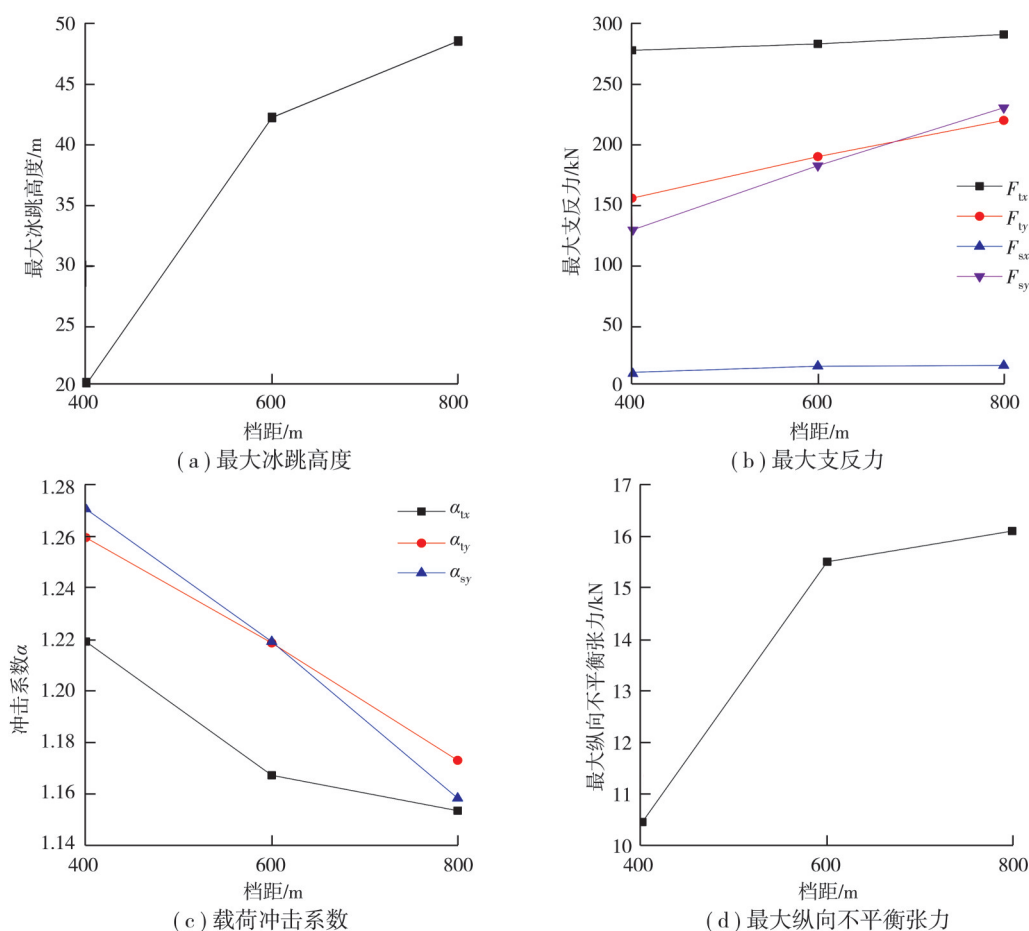 50
45
40
35
30
25
20
400
600
800
最大冰跳高度/m
档距/m
(a)最大冰跳高度
300
250
200
150
100
50
0
400
600
800
最大支反力/kN
Ftx
Fty
Fsx
Fsy
档距/m
(b)最大支反力
1.28
1.26
1.24
1.22
1.20
1.18
1.16
1.14
400
600
800
冲击系数α
αtx
αty
αsy
档距/m
(c)载荷冲击系数
17
16
15
14
13
12
11
10
400
600
800
最大纵向不平衡张力/kN
档距/m
(d)最大纵向不平衡张力